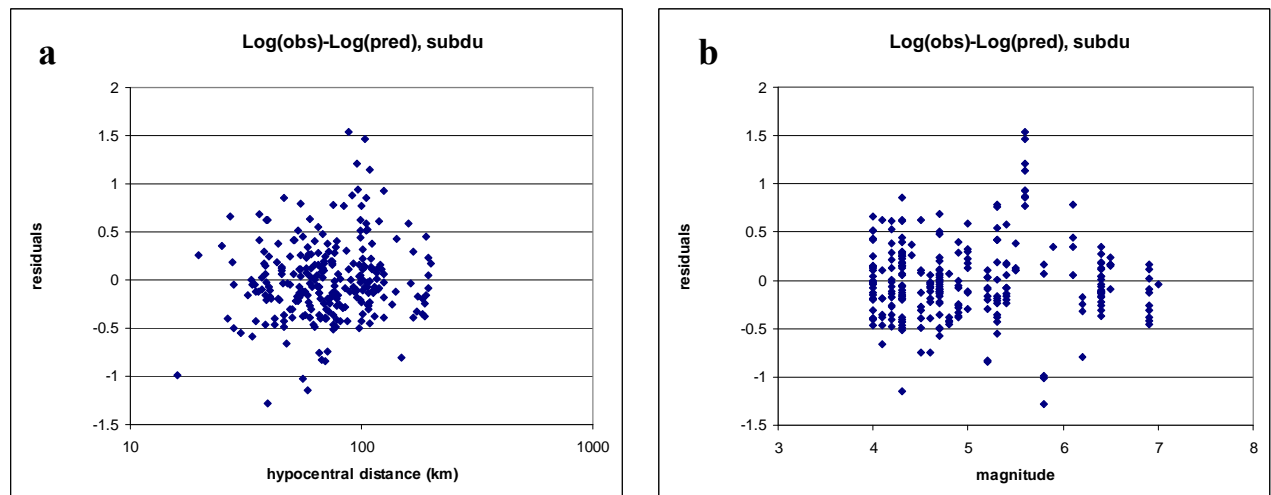 a
Log(obs)-Log(pred), subdu
2
1.5
1
0.5
0
-0.5
-1
-1.5
residuals
10 100 1000
hypocentral distance (km)
b
Log(obs)-Log(pred), subdu
2
1.5
1
0.5
0
-0.5
-1
-1.5
residuals
3 4 5 6 7 8
magnitude